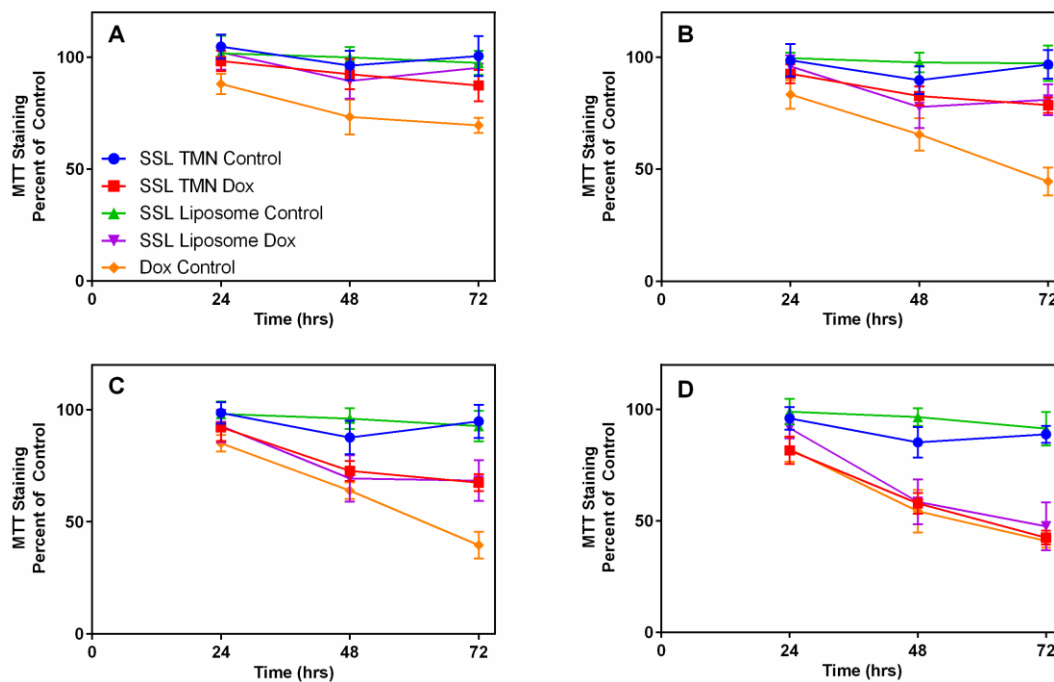 A
100
50
0
MTT Staining
Percent of Control
SSL TMN Control
SSL TMN Dox
SSL Liposome Control
SSL Liposome Dox
Dox Control
0
24
48
72
Time (hrs)
B
100
50
0
MTT Staining
Percent of Control
0
24
48
72
Time (hrs)
C
100
50
0
MTT Staining
Percent of Control
0
24
48
72
Time (hrs)
D
100
50
0
MTT Staining
Percent of Control
0
24
48
72
Time (hrs)